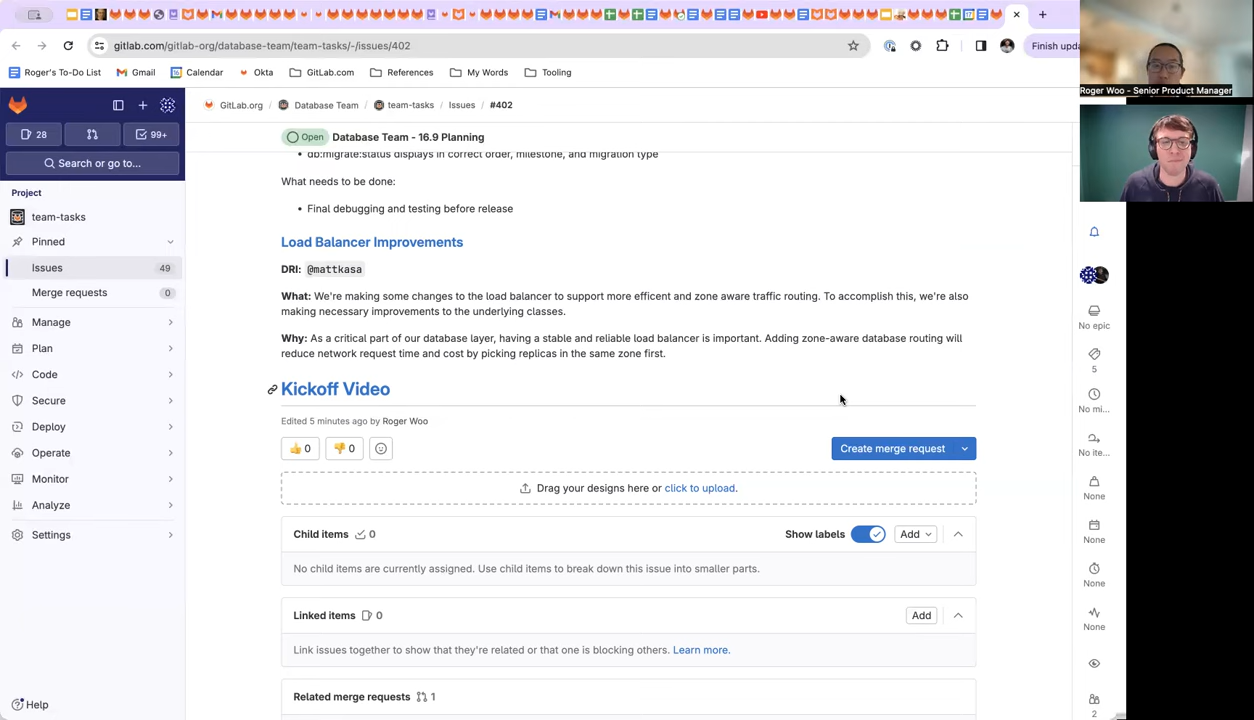 gitlab.com/gitlab-org/database-team/team-tasks/-/issues/402
Roger's To-Do List
Gmail
Calendar
Okta
GitLab.com
References
My Words
Tooling
Roger Woo - Senior Product Manager
28
99+
Search or go to...
Project
team-tasks
Pinned
Issues
49
Merge requests
0
Manage
Plan
Code
Secure
Deploy
Operate
Monitor
Analyze
Settings
Help
GitLab.org
Database Team
team-tasks
Issues
#402
Open
Database Team - 16.9 Planning
• db:migrate:status displays in correct order, milestone, and migration type
What needs to be done:
• Final debugging and testing before release
Load Balancer Improvements
DRI: @mattkasa
What: We're making some changes to the load balancer to support more efficent and zone aware traffic routing. To accomplish this, we're also
making necessary improvements to the underlying classes.
Why: As a critical part of our database layer, having a stable and reliable load balancer is important. Adding zone-aware database routing will
reduce network request time and cost by picking replicas in the same zone first.
Kickoff Video
Edited 5 minutes ago by Roger Woo
👍 0
👎 0
Create merge request
Drag your designs here or click to upload.
Child items 0
Show labels
Add
No child items are currently assigned. Use child items to break down this issue into smaller parts.
Linked items 0
Add
Link issues together to show that they're related or that one is blocking others. Learn more.
Related merge requests 1
No epic
5
No mi...
No ite...
None
None
None
None
2